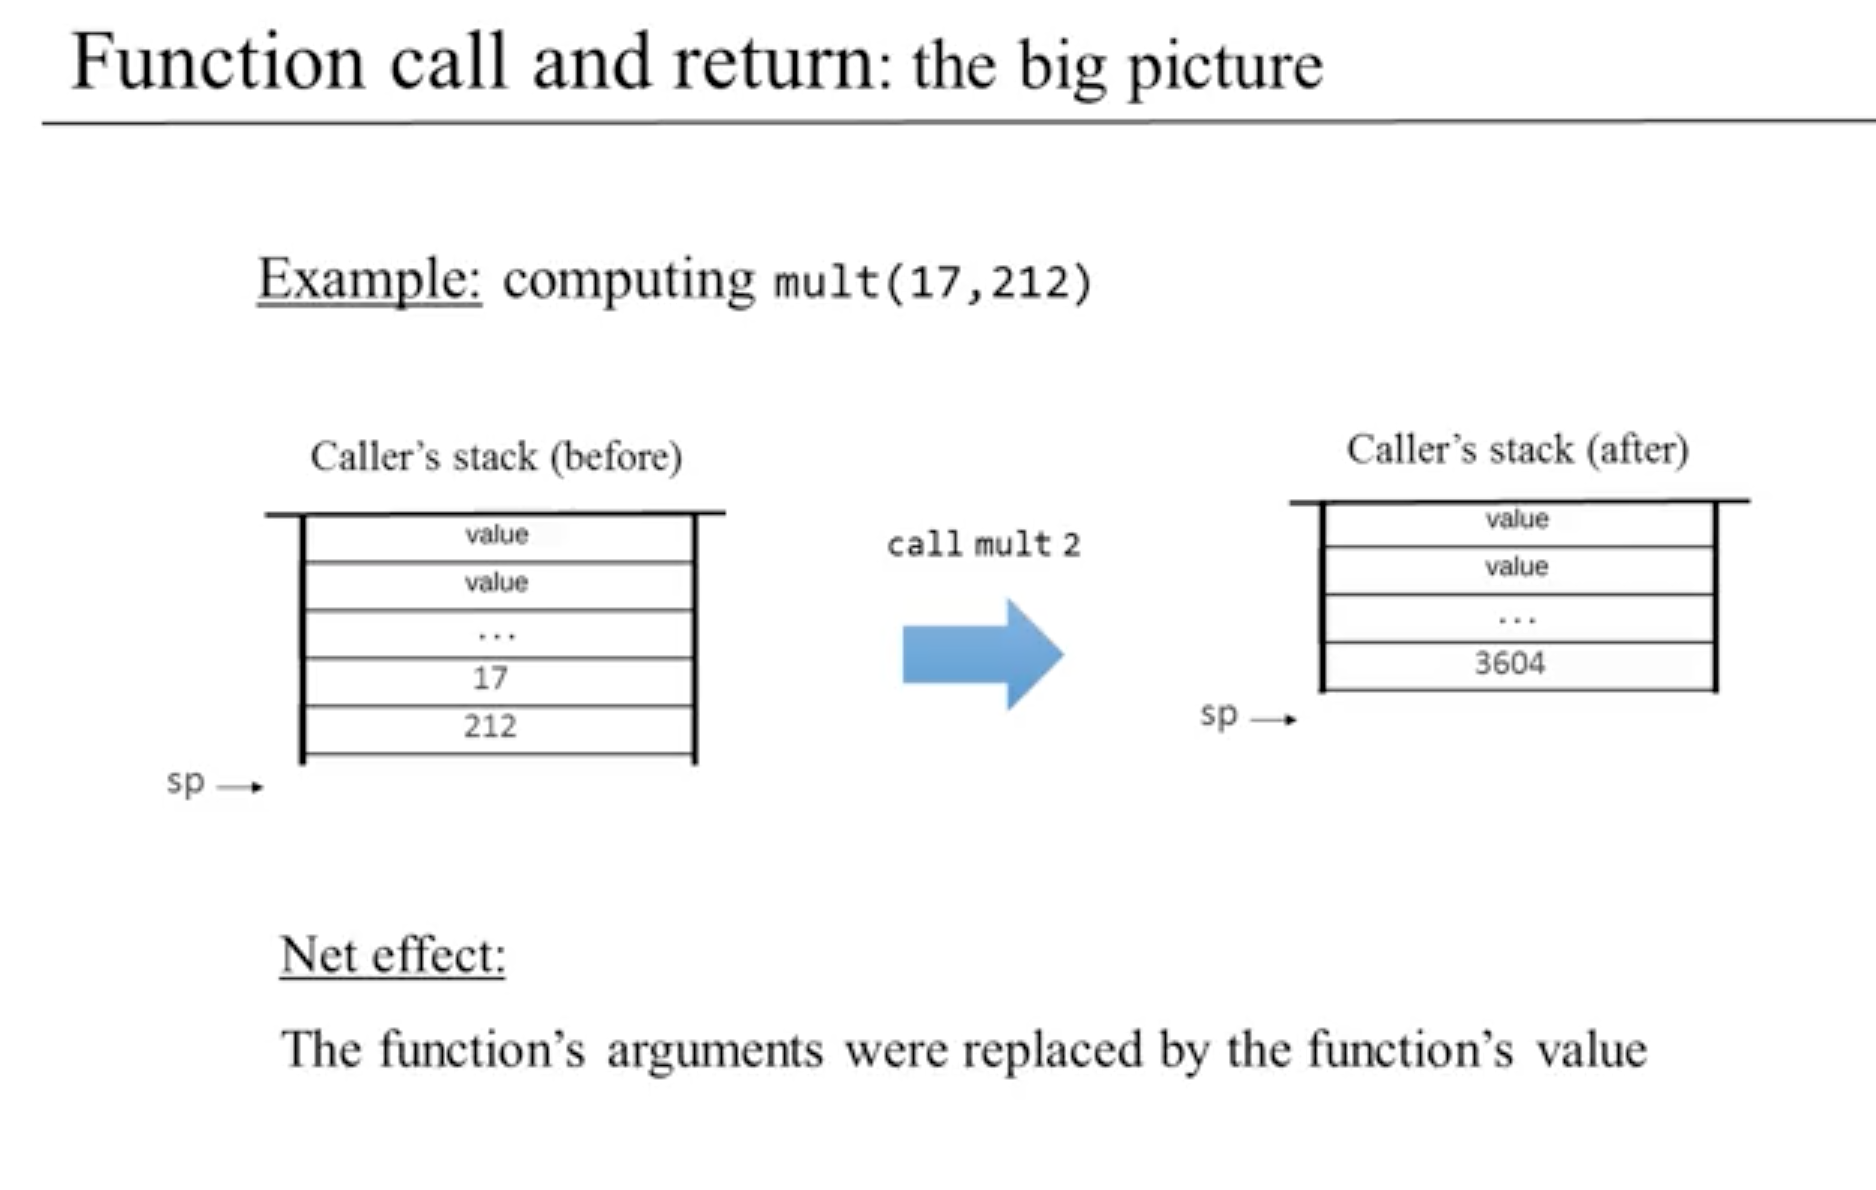 Function call and return: the big picture
Example: computing mult(17,212)
Caller's stack (before)
value
value
...
17
212
sp
call mult 2
Caller's stack (after)
value
value
...
3604
sp
Net effect:
The function's arguments were replaced by the function's value